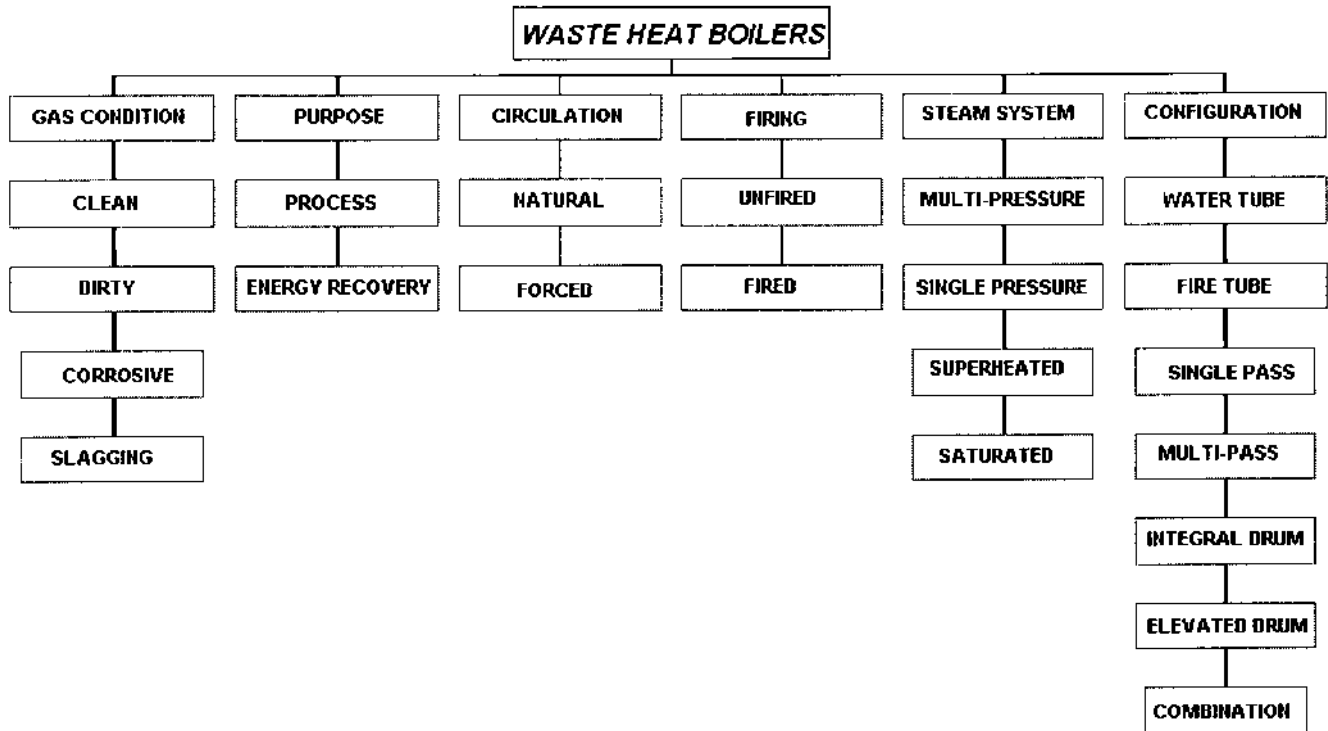 WASTE HEAT BOILERS
GAS CONDITION
CLEAN
DIRTY
CORROSIVE
SLAGGING
PURPOSE
PROCESS
ENERGY RECOVERY
CIRCULATION
NATURAL
FORCED
FIRING
UNFIRED
FIRED
STEAM SYSTEM
MULTI-PRESSURE
SINGLE PRESSURE
SUPERHEATED
SATURATED
CONFIGURATION
WATER TUBE
FIRE TUBE
SINGLE PASS
MULTI-PASS
INTEGRAL DRUM
ELEVATED DRUM
COMBINATION